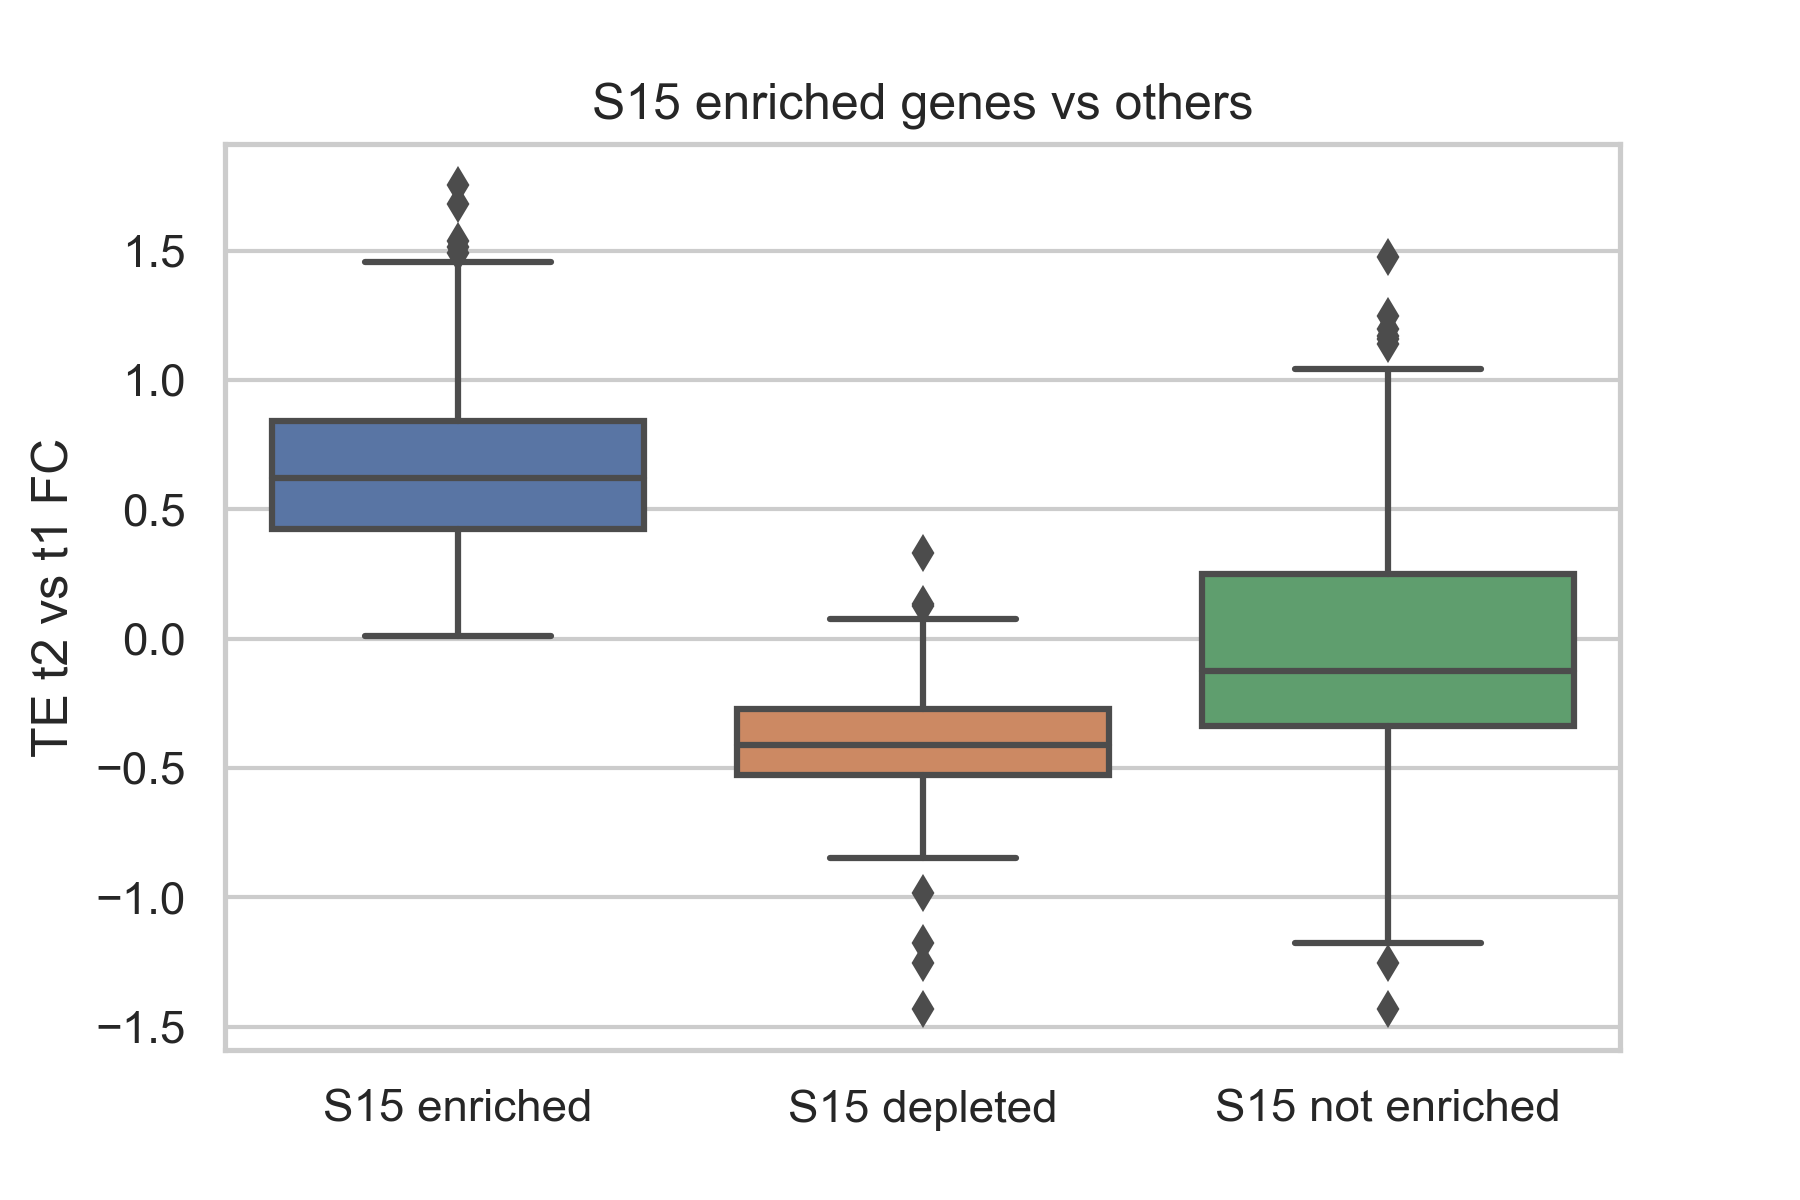 S15 enriched genes vs others
TE t2 vs t1 FC
1.5
1.0
0.5
0.0
−0.5
−1.0
−1.5
S15 enriched
S15 depleted
S15 not enriched